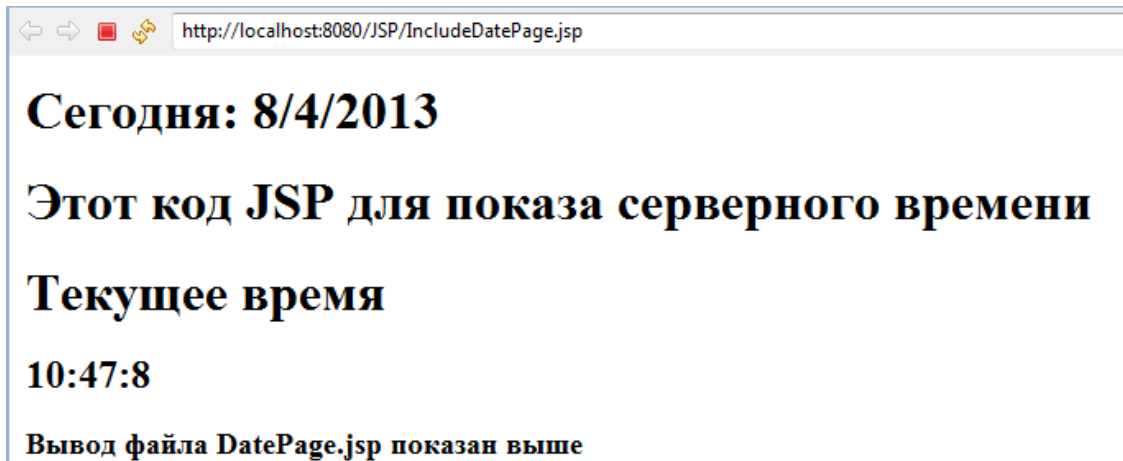 http://localhost:8080/JSP/IncludeDatePage.jsp
Сегодня: 8/4/2013
Этот код JSP для показа серверного времени
Текущее время
10:47:8
Вывод файла DatePage.jsp показан выше